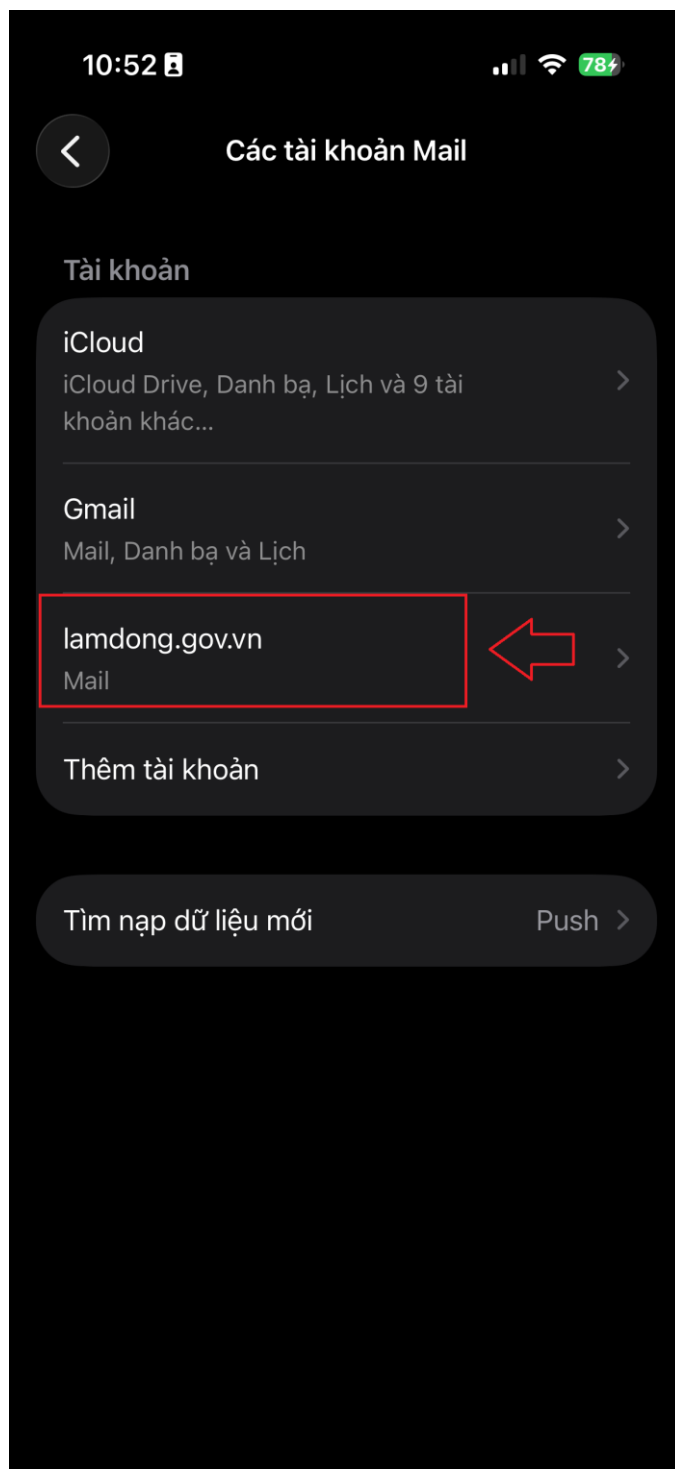 10:52
78
Các tài khoản Mail
Tài khoản
iCloud
iCloud Drive, Danh bạ, Lịch và 9 tài
khoản khác...
Gmail
Mail, Danh bạ và Lịch
lamdong.gov.vn
Mail
Thêm tài khoản
Tìm nạp dữ liệu mới
Push